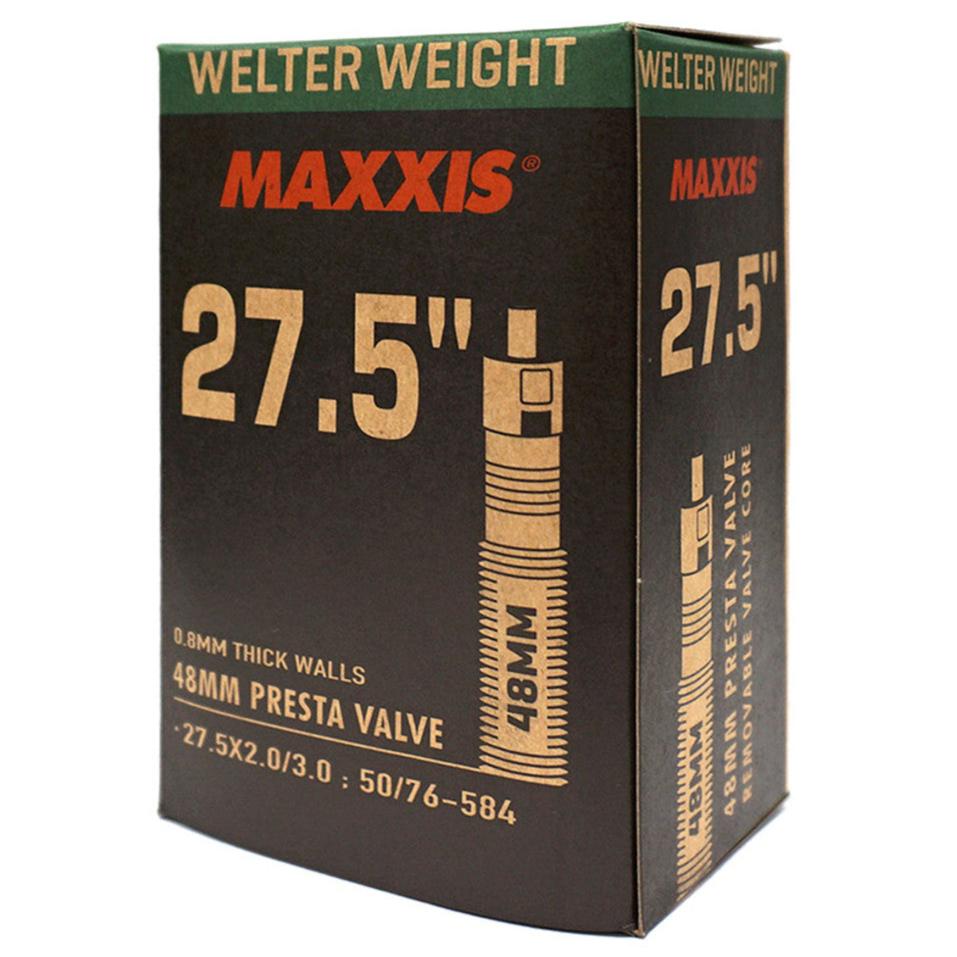 WELTER WEIGHT
MAXXIS®
27.5"
48MM
0.8MM THICK WALLS
48MM PRESTA VALVE
·27.5X2.0/3.0 ; 50/76-584
WELTER WEIGHT
MAXXIS
27.5"
48MM
48MM PRESTA VALVE
REMOVABLE VALVE CORE